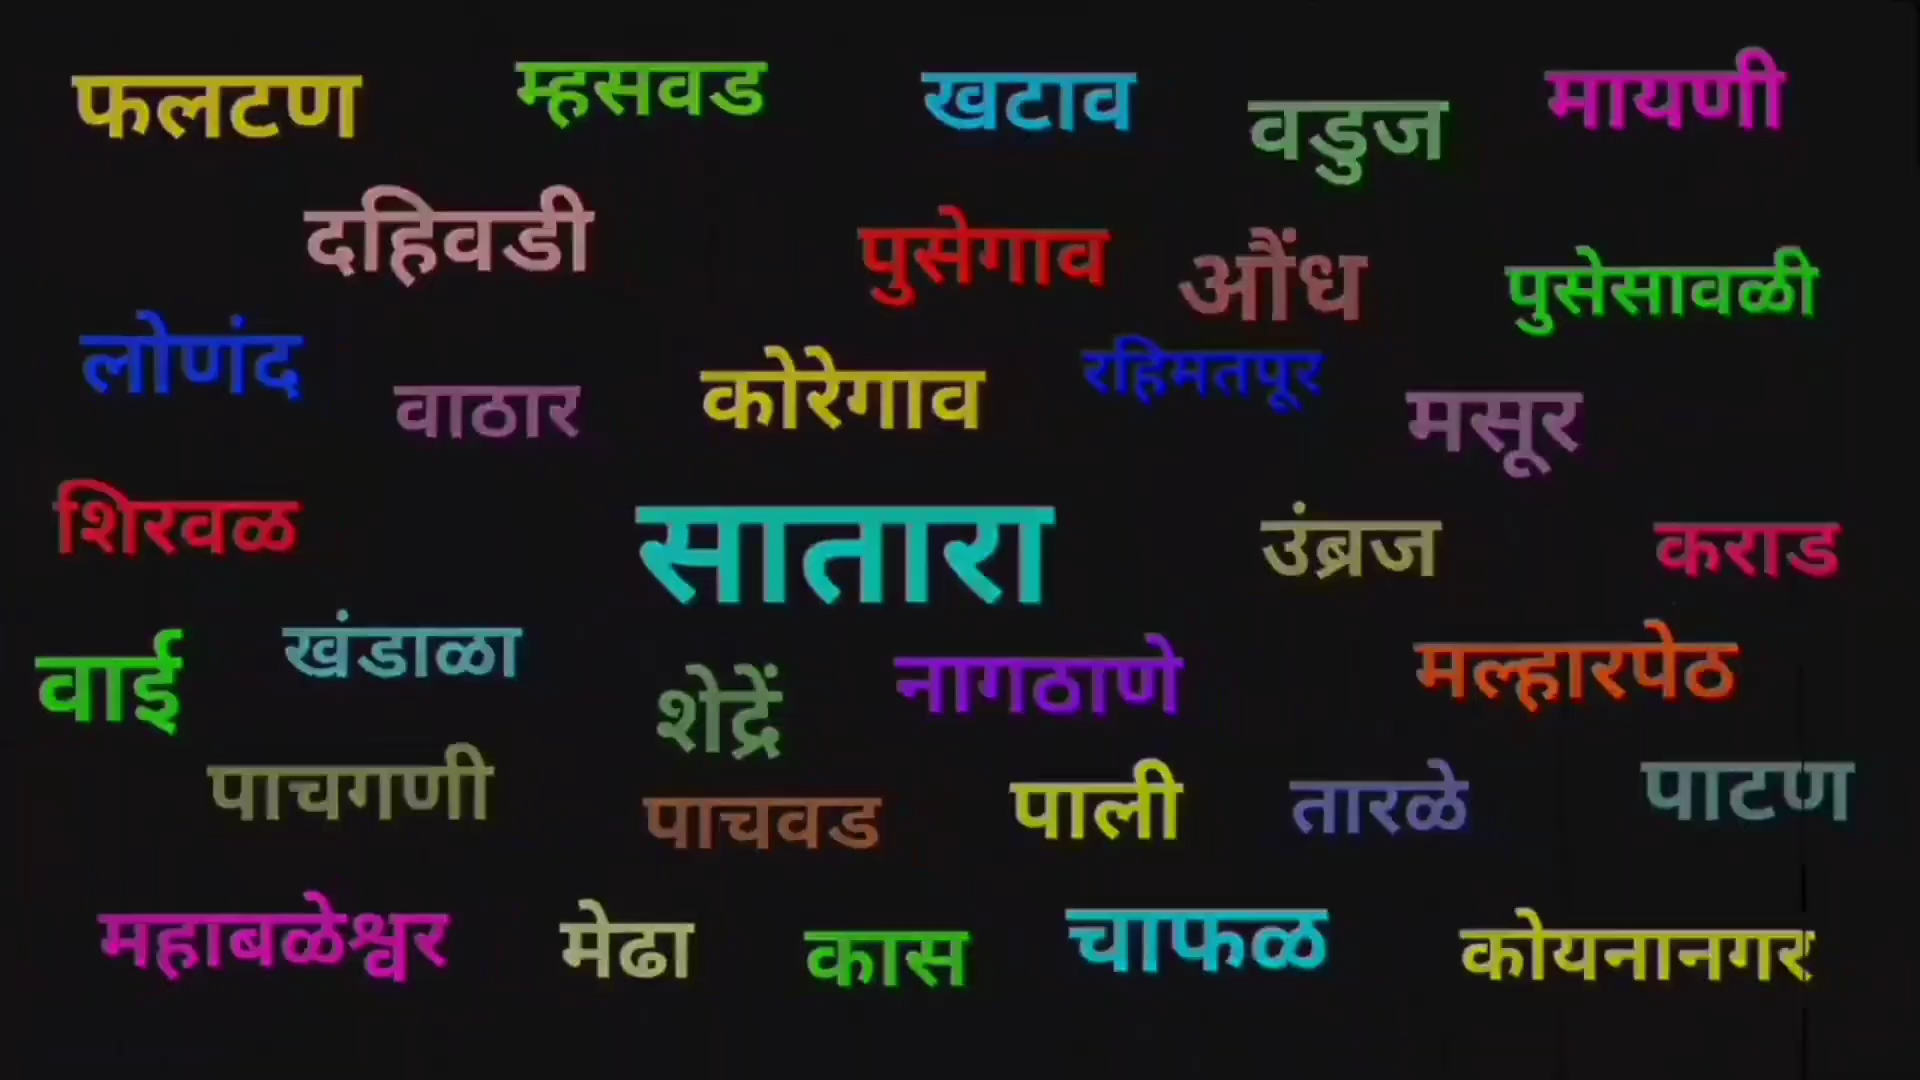 फलटण म्हसवड खटाव वडुज मायणी
दहिवडी पुसेगाव औंध पुसेसावळी
लोणंद वाठार कोरेगाव रहिमतपूर मसूर
शिरवळ सातारा उंब्रज कराड
वाई खंडाळा शेद्रें नागठाणे मल्हारपेठ
पाचगणी पाचवड पाली तारळे पाटण
महाबळेश्वर मेढा कास चाफळ कोयनानगर